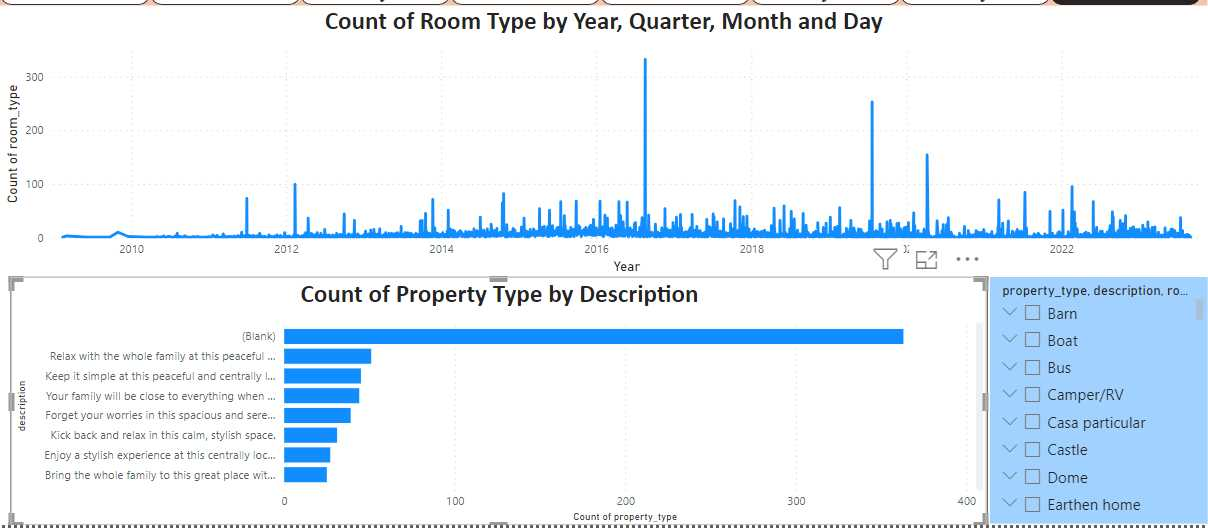 Count of Room Type by Year, Quarter, Month and Day
Count of room_type
300
200
100
0
2010
2012
2014
2016
2018
2022
Year
Count of Property Type by Description
description
(Blank)
Relax with the whole family at this peaceful ...
Keep it simple at this peaceful and centrally l...
Your family will be close to everything when ...
Forget your worries in this spacious and sere...
Kick back and relax in this calm, stylish space.
Enjoy a stylish experience at this centrally loc...
Bring the whole family to this great place wit...
0
100
200
300
400
Count of property_type
property_type, description, ro...
Barn
Boat
Bus
Camper/RV
Casa particular
Castle
Dome
Earthen home